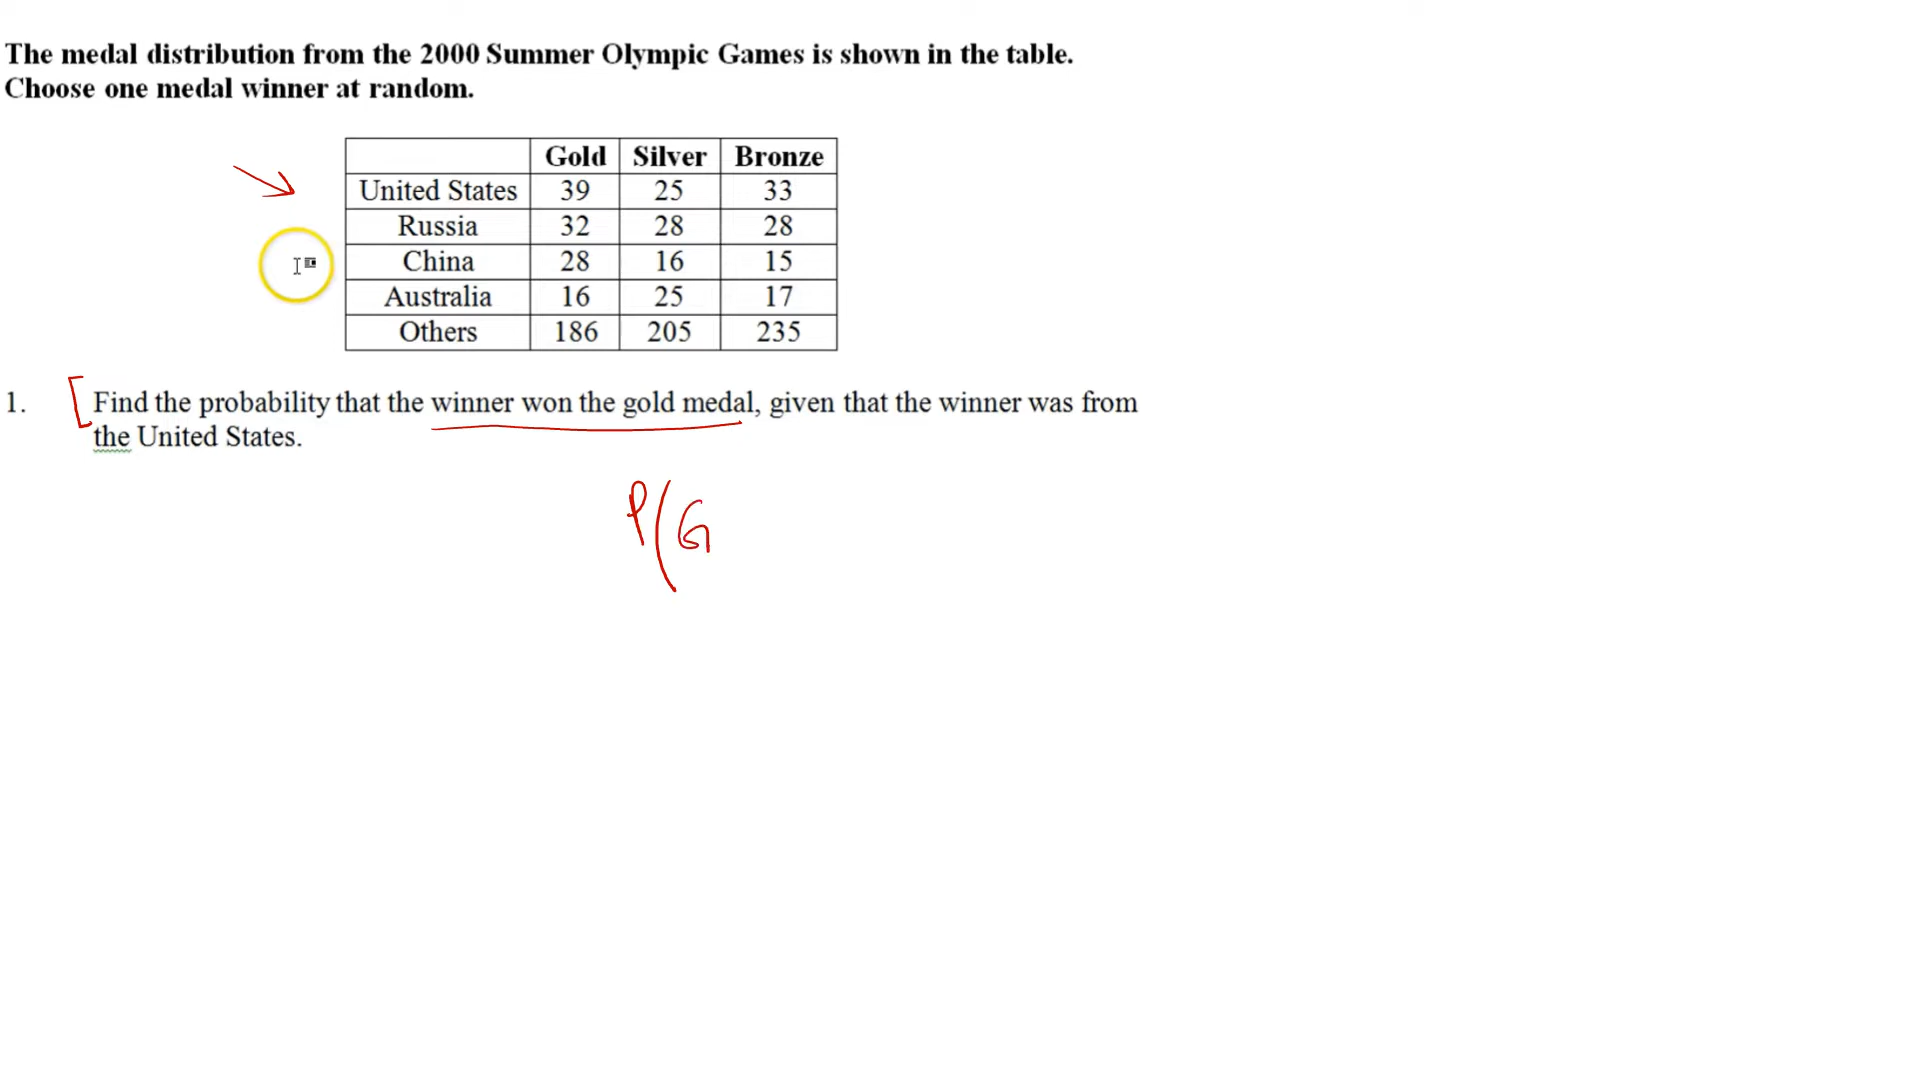 The medal distribution from the 2000 Summer Olympic Games is shown in the table.
Choose one medal winner at random.
Gold Silver Bronze
United States 39 25 33
Russia 32 28 28
China 28 16 15
Australia 16 25 17
Others 186 205 235
1. Find the probability that the winner won the gold medal, given that the winner was from
the United States.
P(G